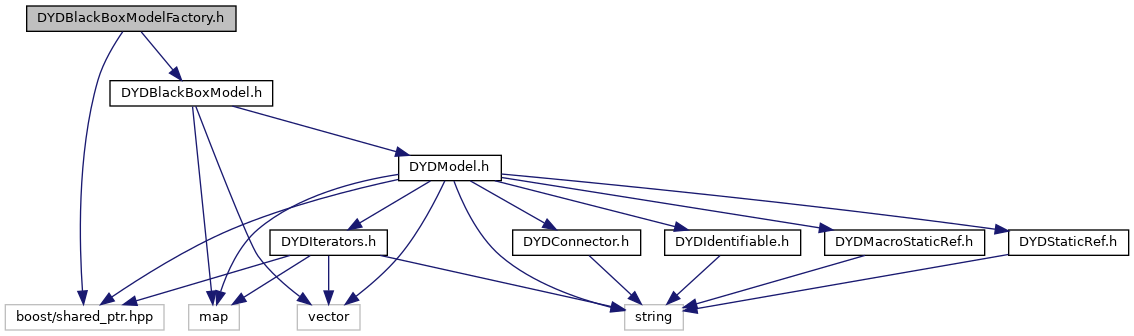 DYDBlackBoxModelFactory.h
DYDBlackBoxModel.h
DYDModel.h
DYDIterators.h
DYDConnector.h
DYDIdentifiable.h
DYDMacroStaticRef.h
DYDStaticRef.h
boost/shared_ptr.hpp
map
vector
string